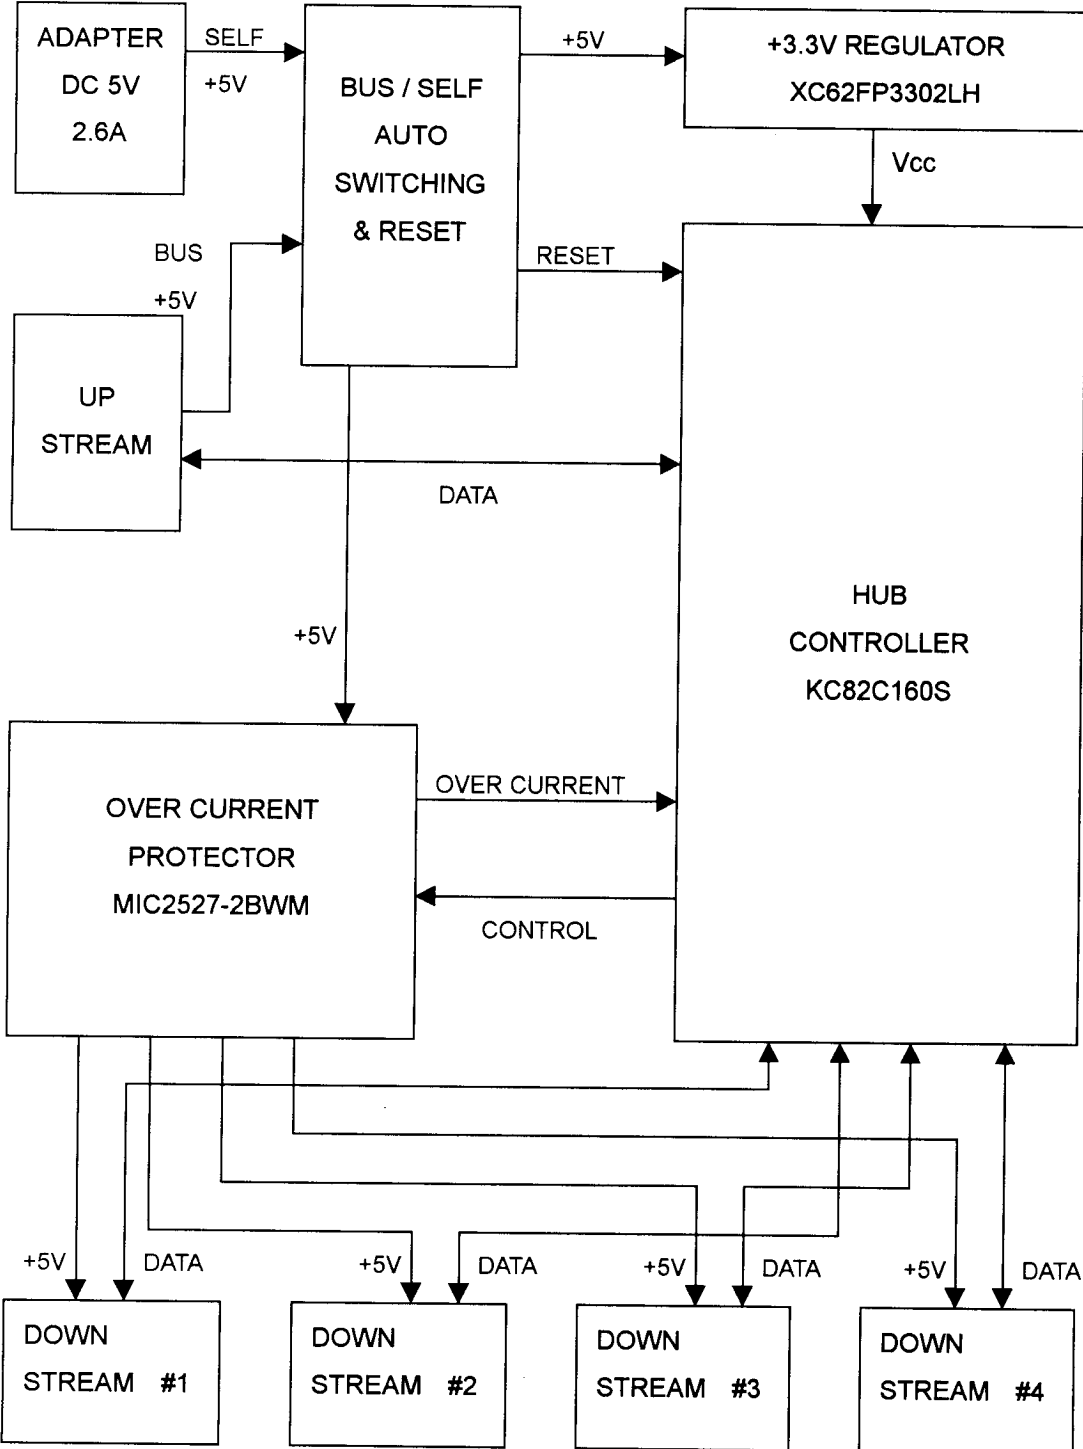 ADAPTER
DC 5V
2.6A
SELF
+5V
BUS / SELF
AUTO
SWITCHING
& RESET
+5V
+3.3V REGULATOR
XC62FP3302LH
Vcc
BUS
+5V
RESET
UP
STREAM
DATA
+5V
HUB
CONTROLLER
KC82C160S
OVER CURRENT
PROTECTOR
MIC2527-2BWM
OVER CURRENT
CONTROL
+5V
DATA
+5V
DATA
+5V
DATA
+5V
DATA
DOWN
STREAM #1
DOWN
STREAM #2
DOWN
STREAM #3
DOWN
STREAM #4